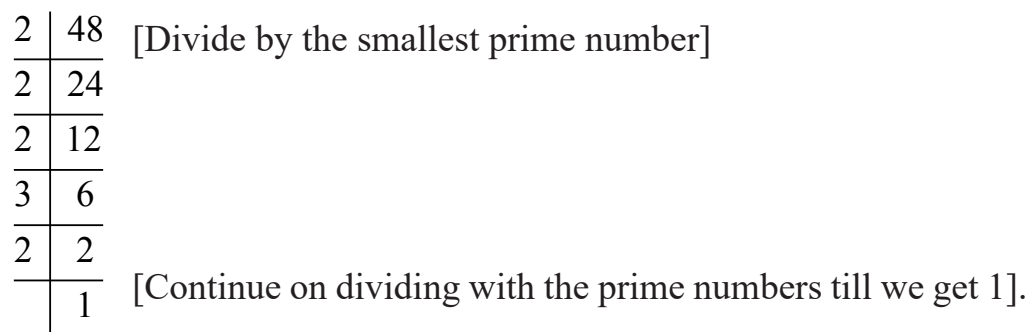 2 48 [Divide by the smallest prime number]
2 24
2 12
3 6
2 2
1 [Continue on dividing with the prime numbers till we get 1].